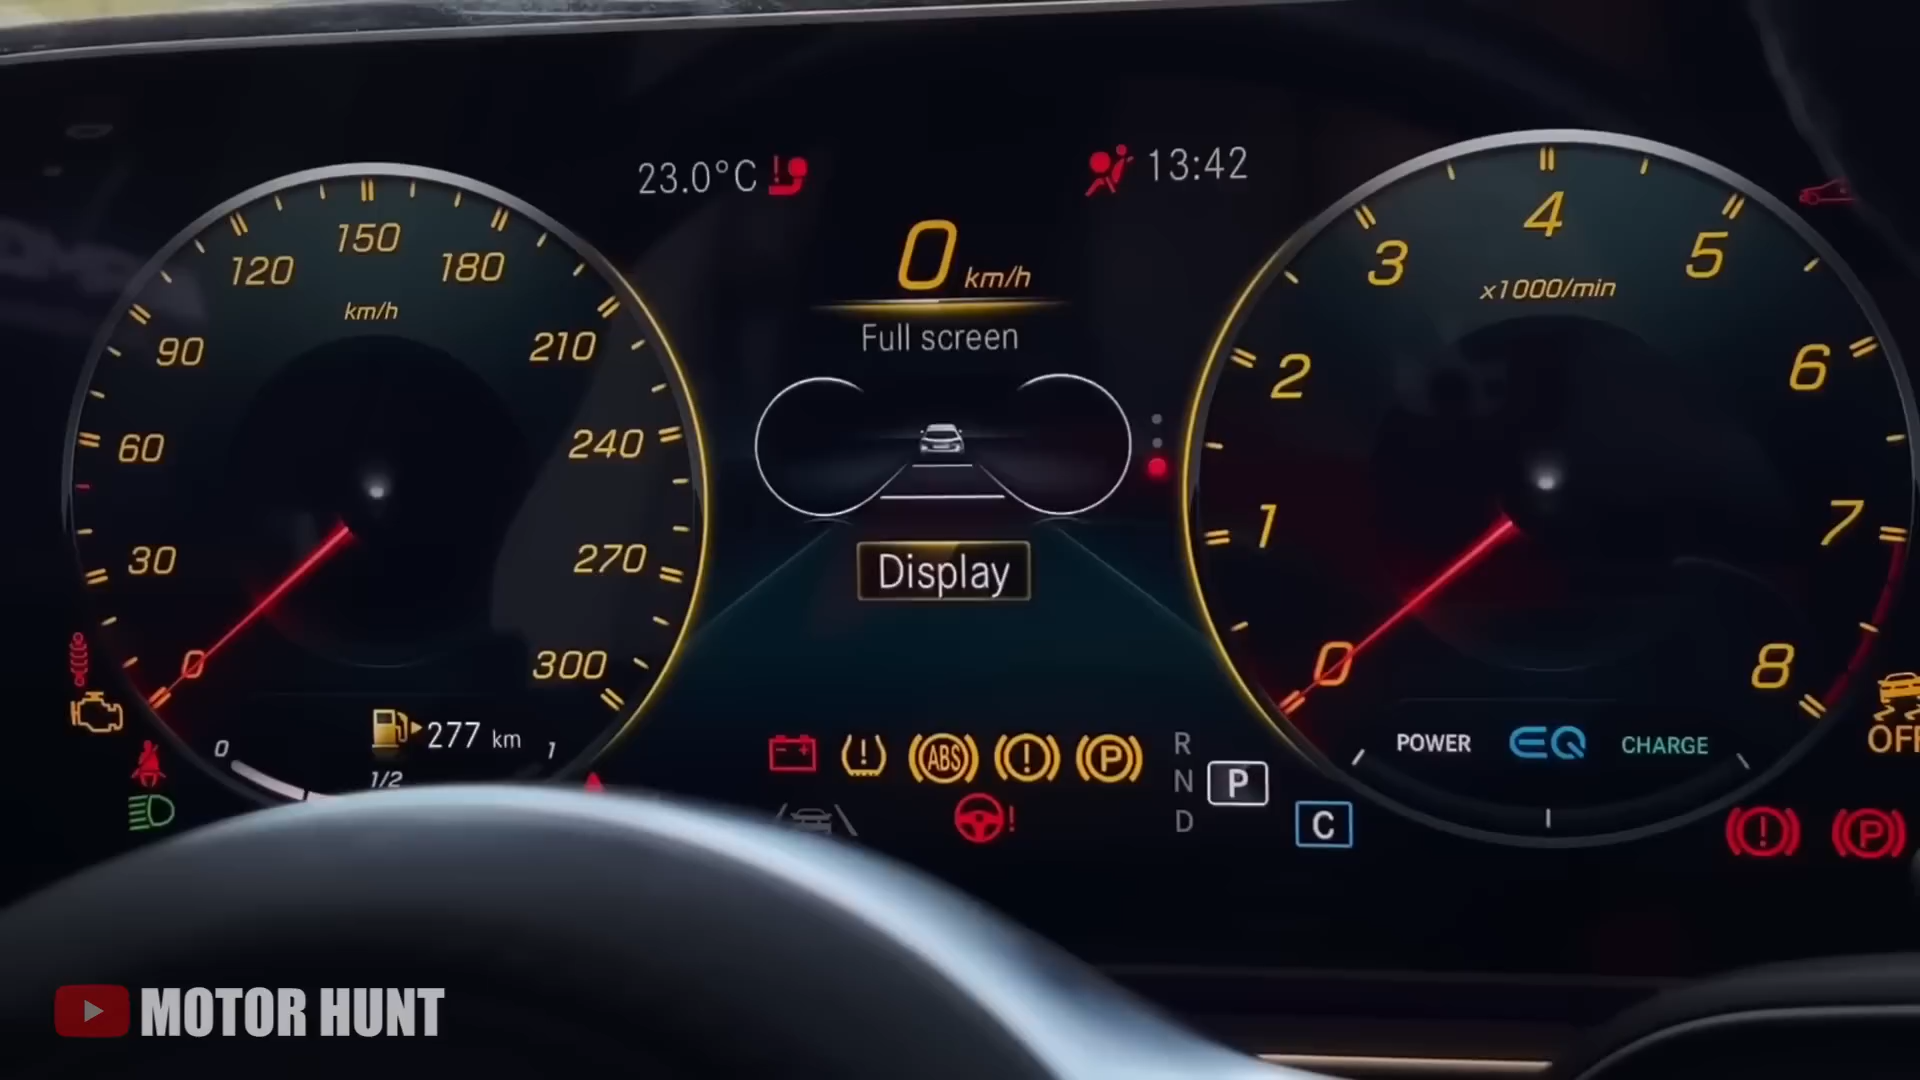 23.0°C
13:42
0 km/h
Full screen
Display
0
30
60
90
120
150
180
210
240
270
300
km/h
277 km
0
1/2
1
ABS
P
R
N
D
P
C
0
1
2
3
4
5
6
7
8
x1000/min
POWER
EQ
CHARGE
OFF
P
MOTOR HUNT